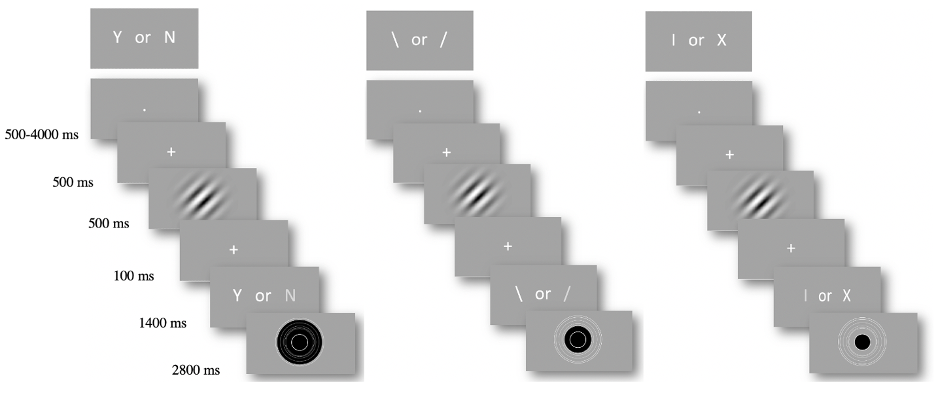 Y or N
\ or /
I or X
.
.
.
500-4000 ms
+
+
+
500 ms
500 ms
+
+
+
100 ms
Y or N
\ or /
I or X
1400 ms
2800 ms